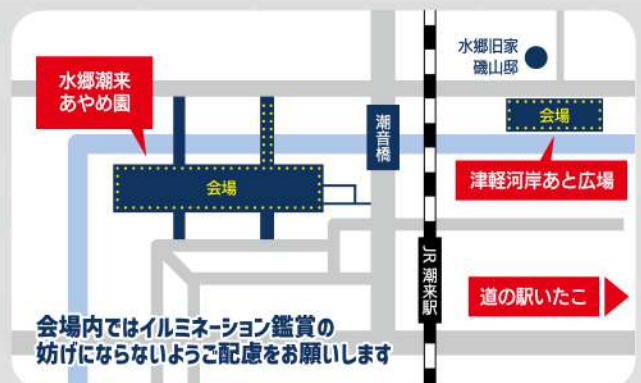 水郷潮来
あやめ園
水郷旧家
磯山邸
潮音橋
会場
会場
津軽河岸あと広場
JR 潮来駅
道の駅いたこ
会場内ではイルミネーション鑑賞の
妨げにならないようご配慮をお願いします